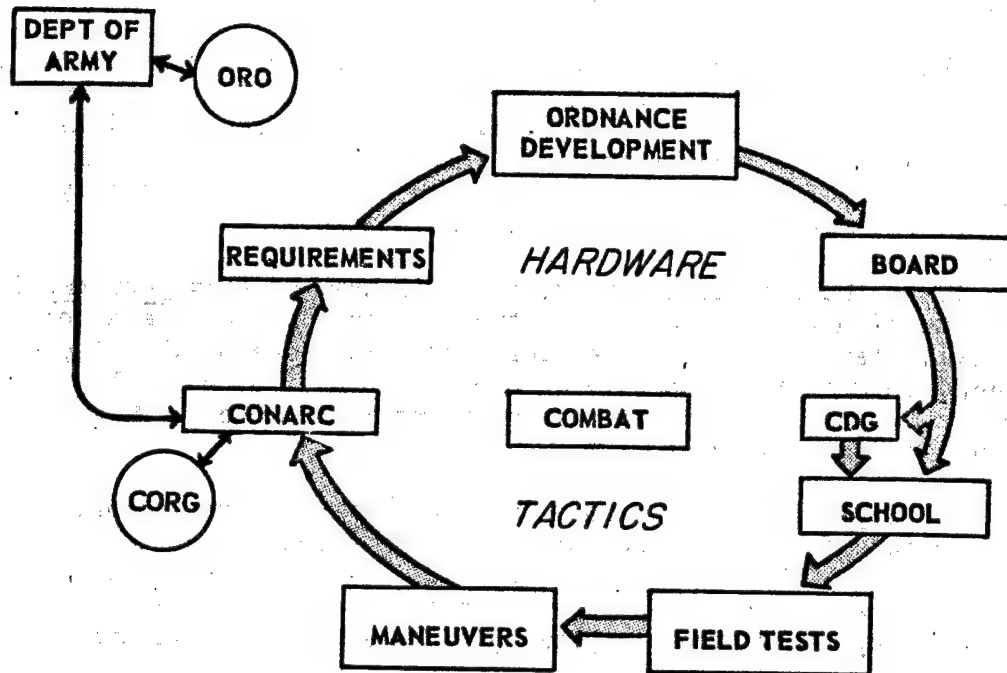 DEPT OF
ARMY
ORO
ORDNANCE
DEVELOPMENT
REQUIREMENTS
HARDWARE
BOARD
CONARC
COMBAT
CDG
CORG
TACTICS
SCHOOL
MANEUVERS
FIELD TESTS